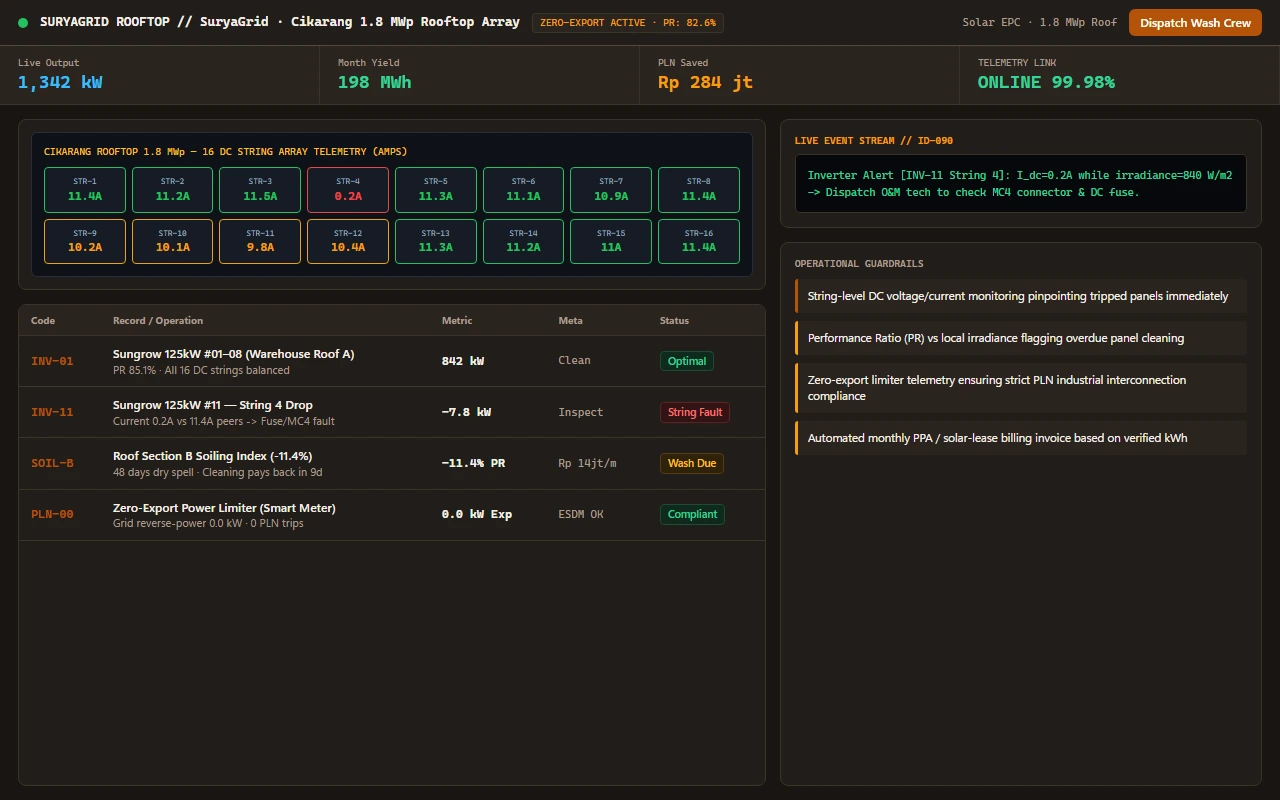 SURYAGRID ROOFTOP // SuryaGrid · Cikarang 1.8 MWp Rooftop Array
ZERO-EXPORT ACTIVE · PR: 82.6%
Solar EPC · 1.8 MWp Roof
Dispatch Wash Crew
Live Output
1,342 kW
Month Yield
198 MWh
PLN Saved
Rp 284 jt
TELEMETRY LINK
ONLINE 99.98%
CIKARANG ROOFTOP 1.8 MWp — 16 DC STRING ARRAY TELEMETRY (AMPS)
STR-1
11.4A
STR-2
11.2A
STR-3
11.5A
STR-4
0.2A
STR-5
11.3A
STR-6
11.1A
STR-7
10.9A
STR-8
11.4A
STR-9
10.2A
STR-10
10.1A
STR-11
9.8A
STR-12
10.4A
STR-13
11.3A
STR-14
11.2A
STR-15
11A
STR-16
11.4A
Code Record / Operation Metric Meta Status
INV-01
Sungrow 125kW #01–08 (Warehouse Roof A)
PR 85.1% · All 16 DC strings balanced
842 kW
Clean
Optimal
INV-11
Sungrow 125kW #11 — String 4 Drop
Current 0.2A vs 11.4A peers -> Fuse/MC4 fault
-7.8 kW
Inspect
String Fault
SOIL-B
Roof Section B Soiling Index (-11.4%)
48 days dry spell · Cleaning pays back in 9d
-11.4% PR
Rp 14jt/m
Wash Due
PLN-00
Zero-Export Power Limiter (Smart Meter)
Grid reverse-power 0.0 kW · 0 PLN trips
0.0 kW Exp
ESDM OK
Compliant
LIVE EVENT STREAM // ID-090
Inverter Alert [INV-11 String 4]: I_dc=0.2A while irradiance=840 W/m2
-> Dispatch O&M tech to check MC4 connector & DC fuse.
OPERATIONAL GUARDRAILS
String-level DC voltage/current monitoring pinpointing tripped panels immediately
Performance Ratio (PR) vs local irradiance flagging overdue panel cleaning
Zero-export limiter telemetry ensuring strict PLN industrial interconnection
compliance
Automated monthly PPA / solar-lease billing invoice based on verified kWh